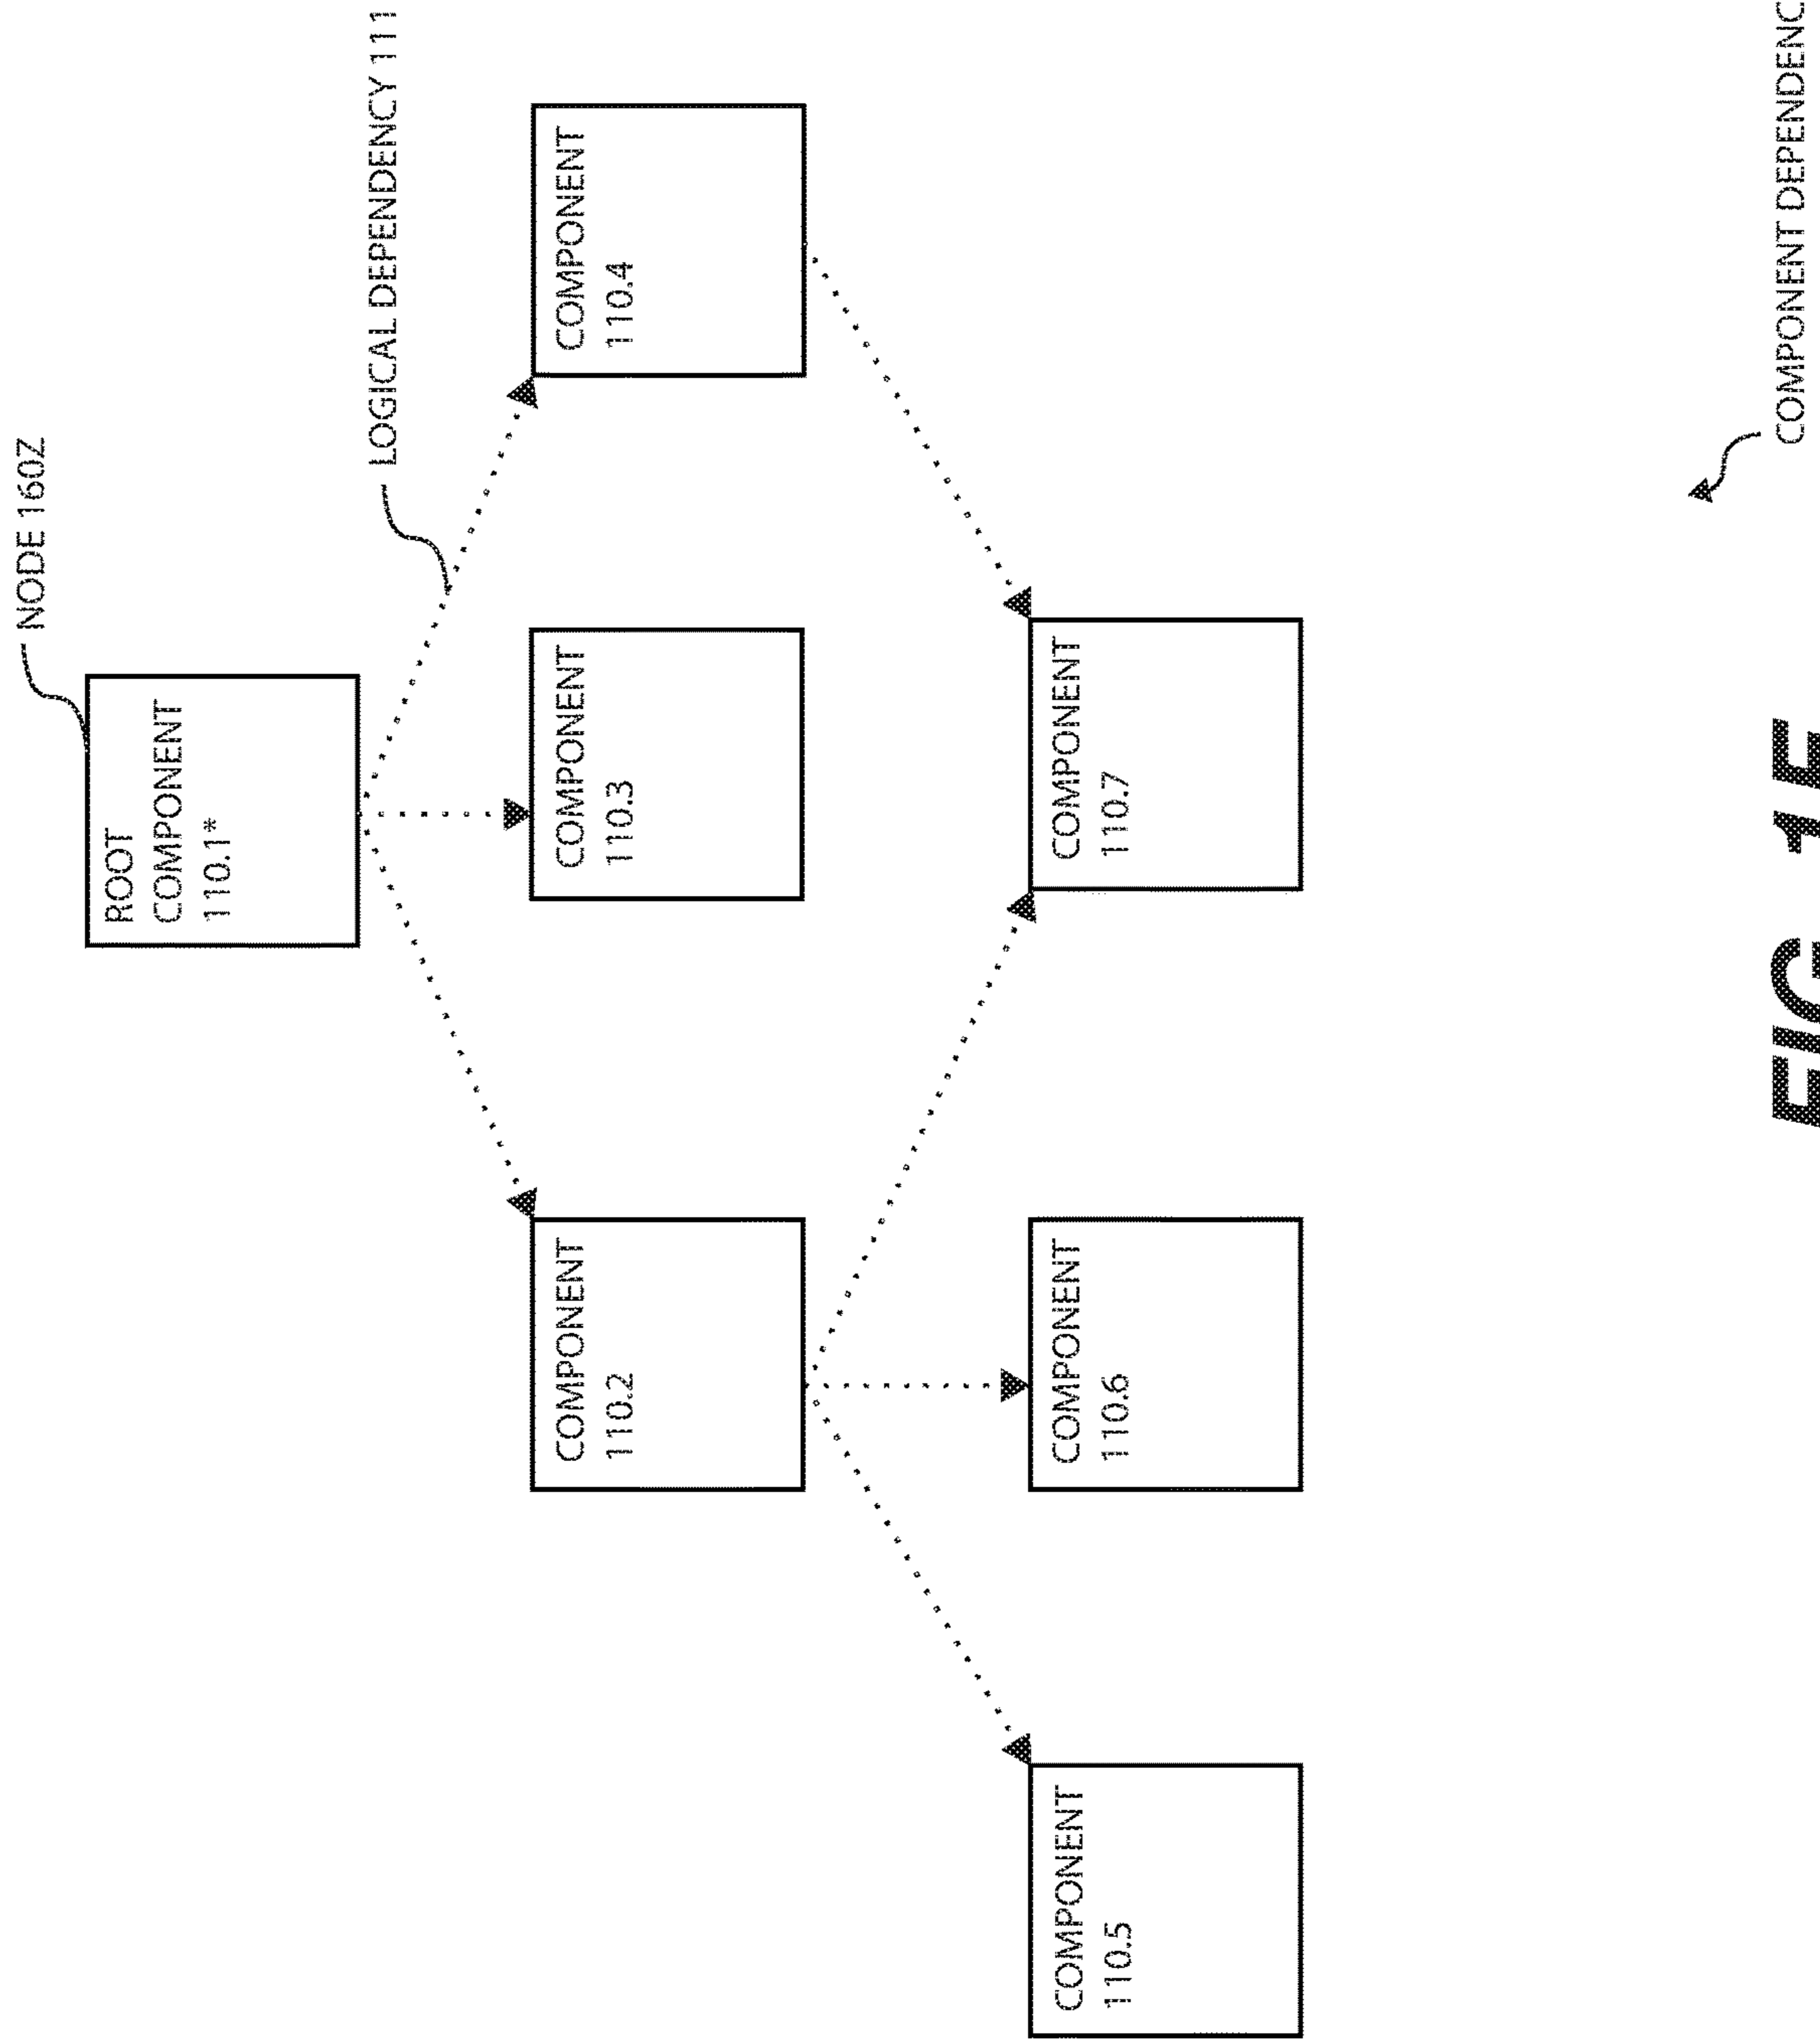 NODE 160Z
ROOT
COMPONENT
110.1*
LOGICAL DEPENDENCY 111
COMPONENT
110.2
COMPONENT
110.3
COMPONENT
110.4
COMPONENT
110.5
COMPONENT
110.6
COMPONENT
110.7
COMPONENT DEPENDENC
FIG